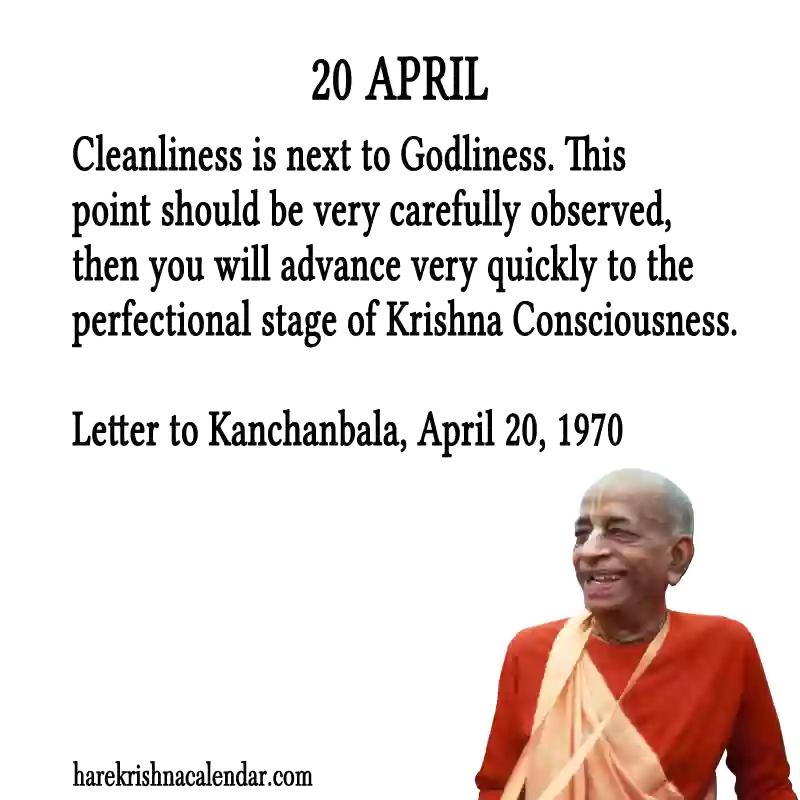 20 APRIL
Cleanliness is next to Godliness. This
point should be very carefully observed,
then you will advance very quickly to the
perfectional stage of Krishna Consciousness.
Letter to Kanchanbala, April 20, 1970
harekrishnacalendar.com